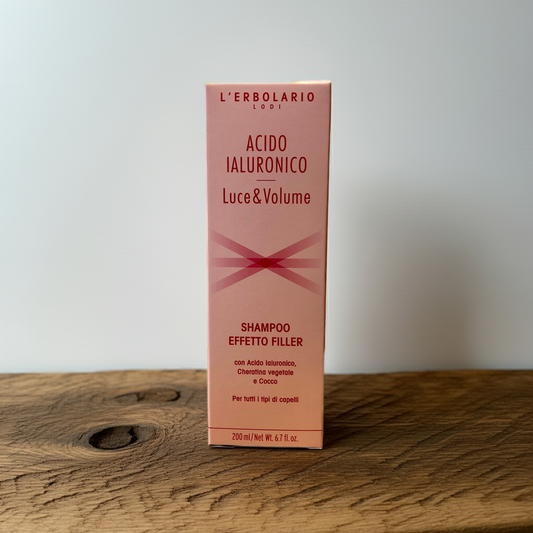 L'ERBOLARIO
LODI
ACIDO
IALURONICO
Luce&Volume
SHAMPOO
EFFETTO FILLER
con Acido Ialuronico,
Cheratina vegetale
e Cocco
Per tutti i tipi di capelli
200 ml/Net Wt. 6.7 fl. oz.